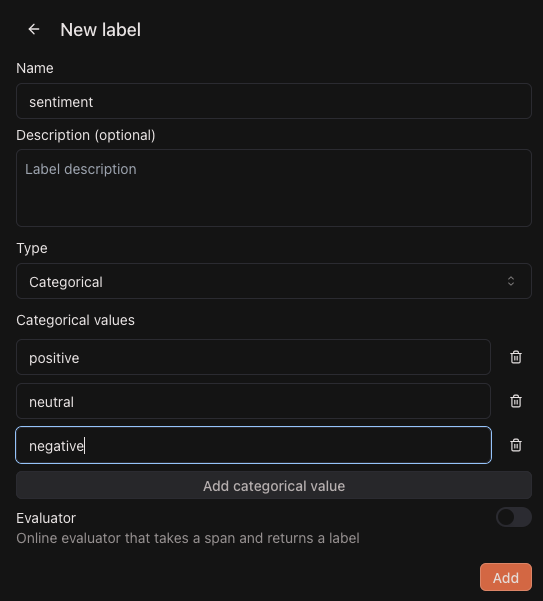 New label
Name
sentiment
Description (optional)
Label description
Type
Categorical
Categorical values
positive
neutral
negative
Add categorical value
Evaluator
Online evaluator that takes a span and returns a label
Add